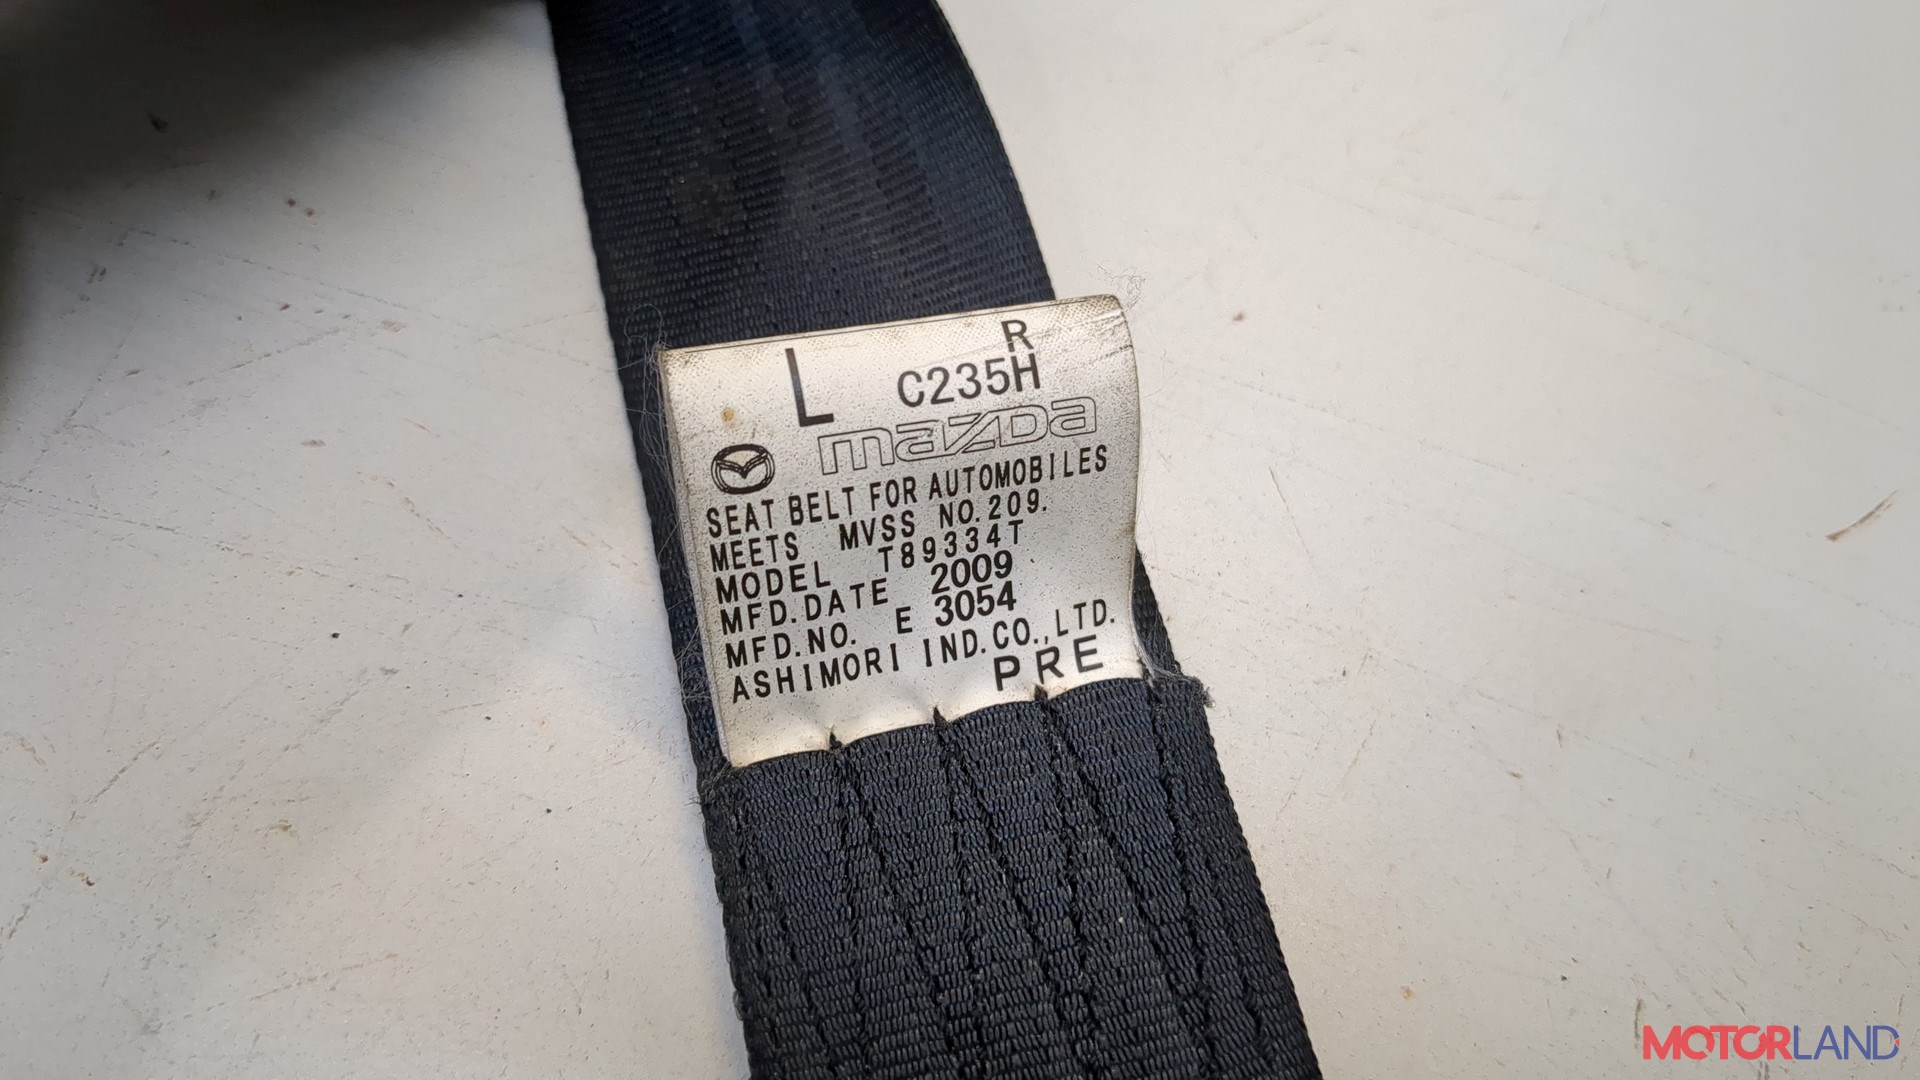 R
L C235H
mazda
SEAT BELT FOR AUTOMOBILES
MEETS MVSS NO.209.
MODEL T89334T
MFD.DATE 2009
MFD.NO. E 3054
ASHIMORI IND.CO.,LTD.
PRE
MOTORLAND